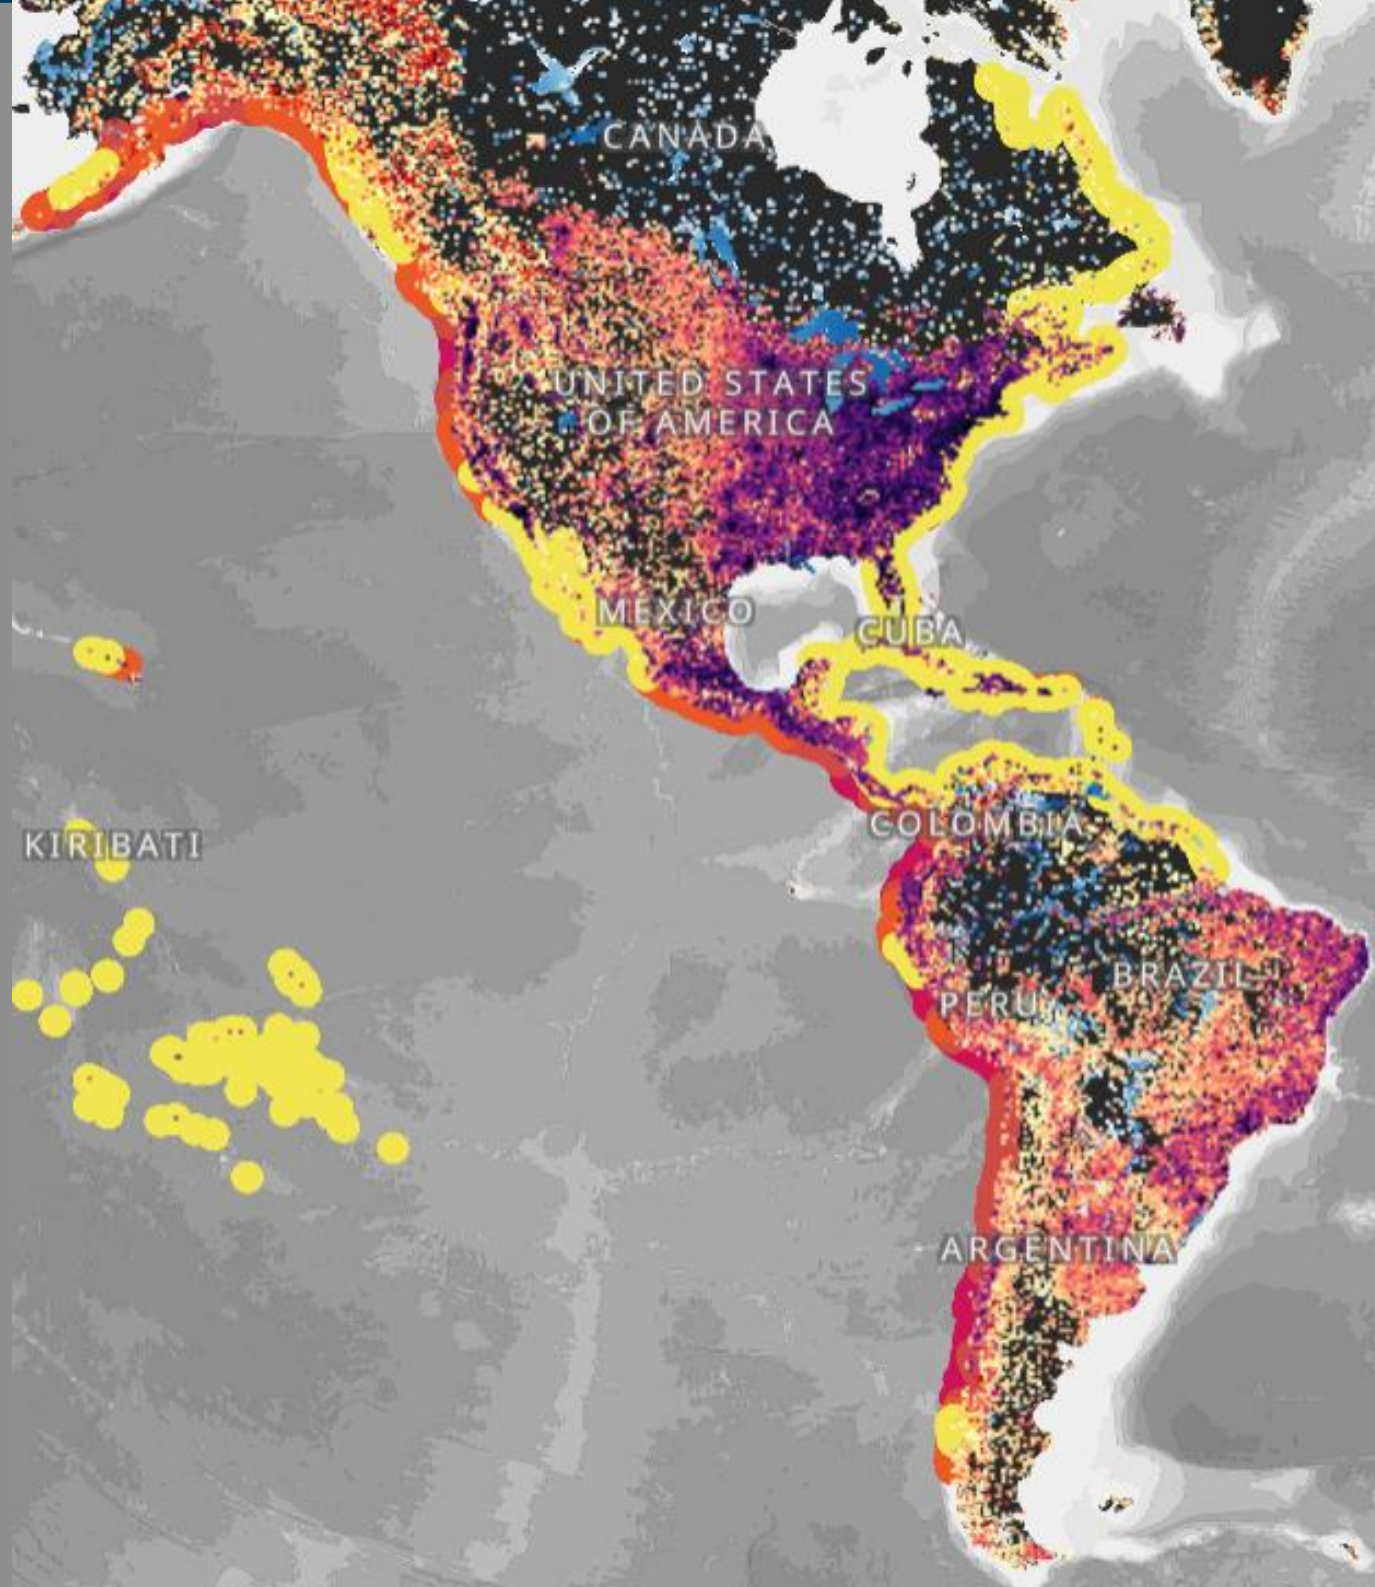 CANADA
UNITED STATES
OF AMERICA
MEXICO
CUBA
COLOMBIA
KIRIBATI
BRAZIL
PERU
ARGENTINA